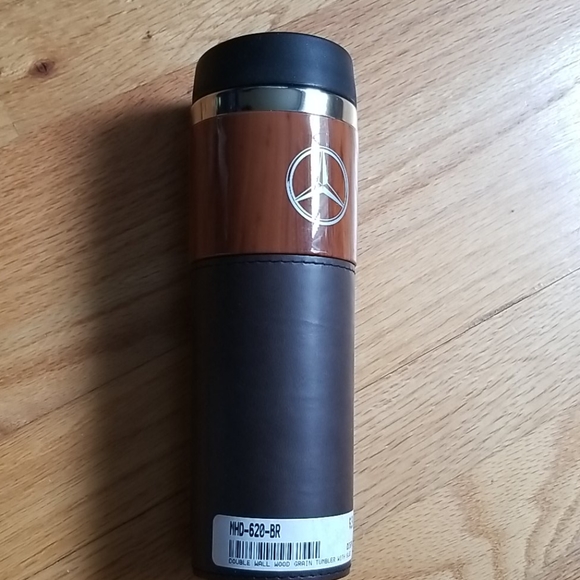 MHD-620-BR
DOUBLE WALL WOOD GRAIN TUMBLER WITH